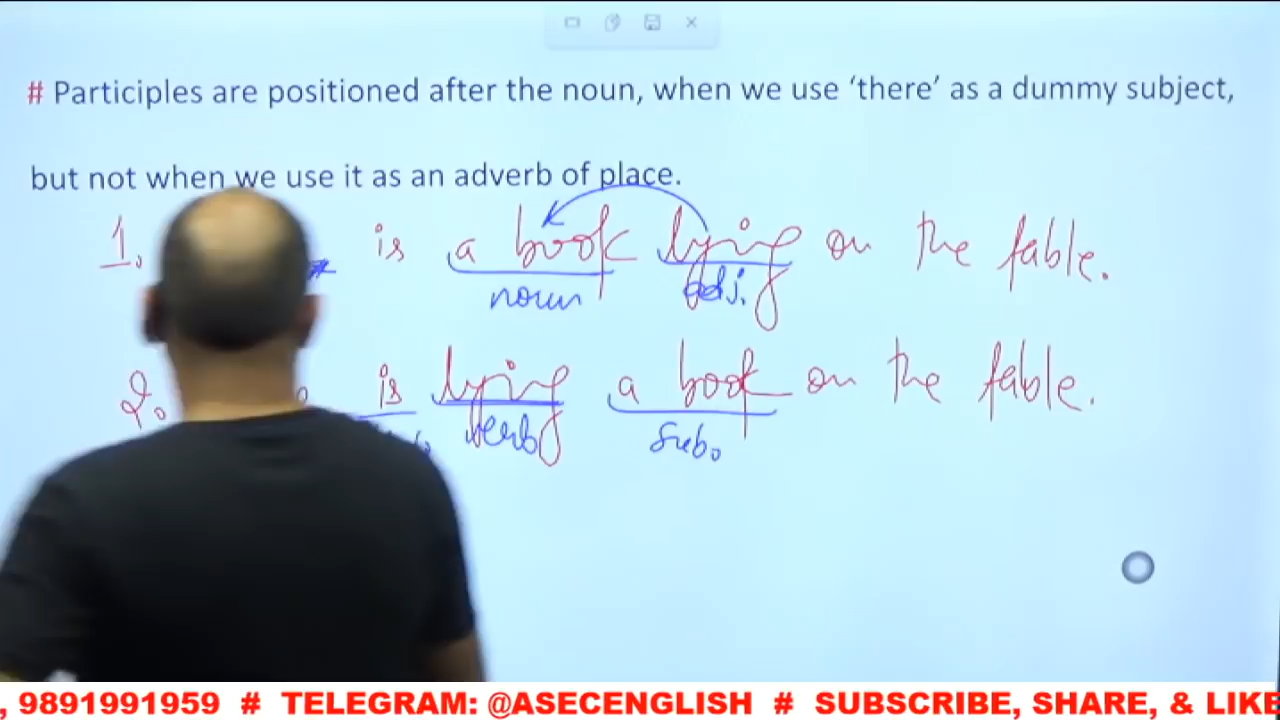 # Participles are positioned after the noun, when we use ‘there’ as a dummy subject,
but not when we use it as an adverb of place.
1. is a book lying on the table.
noun adj.
2. is lying a book on the table.
verb Sub.
, 9891991959 # TELEGRAM: @ASECENGLISH # SUBSCRIBE, SHARE, & LIKE